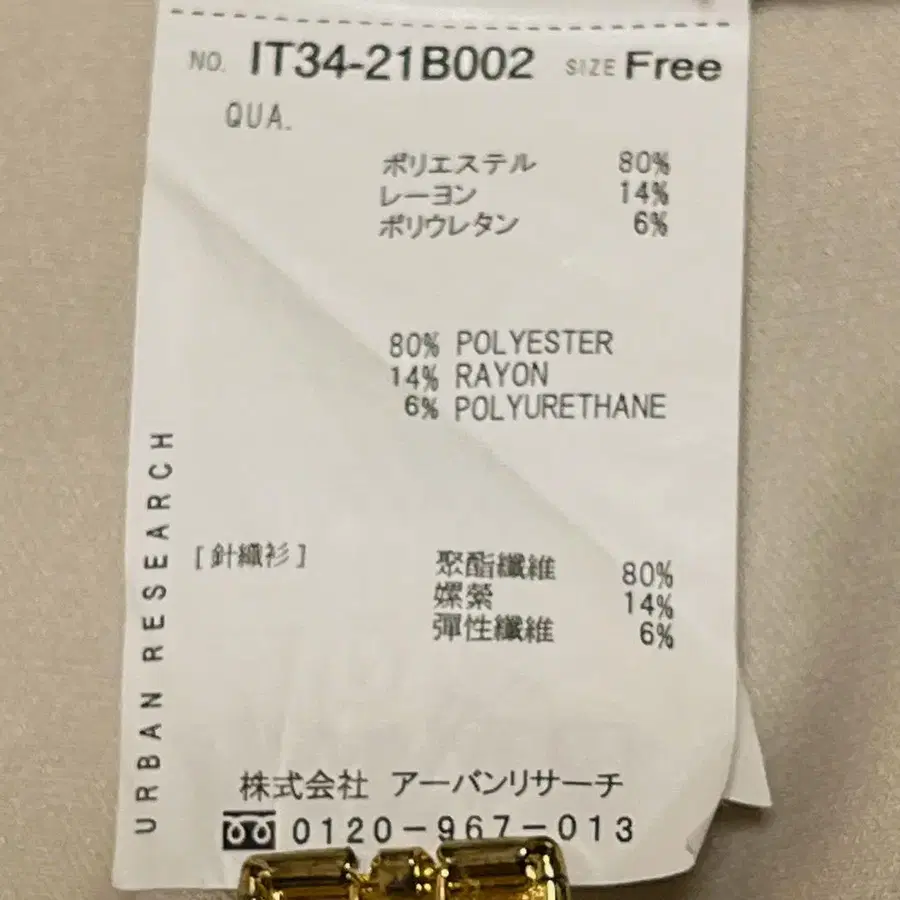 NO. IT34-21B002 SIZE Free
QUA.
ポリエステル 80%
レーヨン 14%
ポリウレタン 6%
80% POLYESTER
14% RAYON
6% POLYURETHANE
[針織衫] 聚酯纖維 80%
嫘縈 14%
彈性纖維 6%
URBAN RESEARCH
株式会社 アーバンリサーチ
0120-967-013